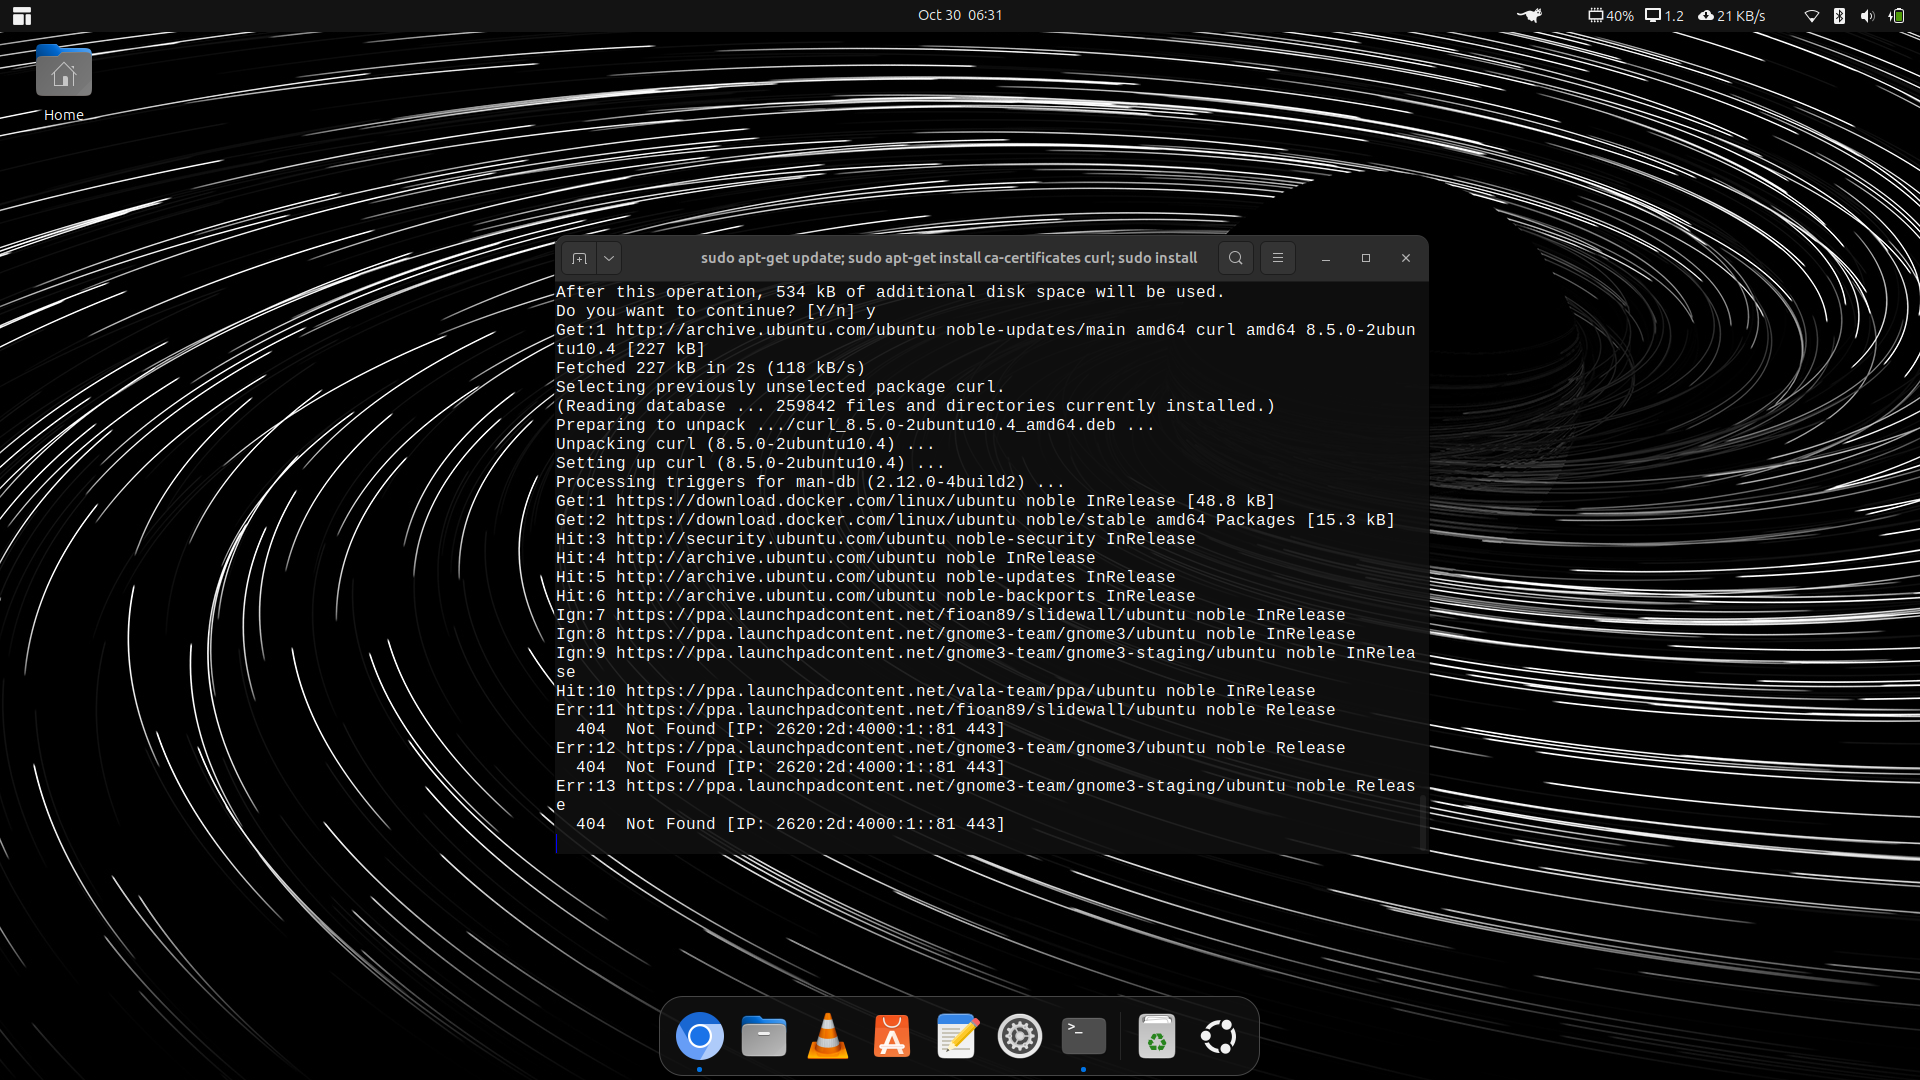 Oct 30  06:31
40%
1.2
21 KB/s
Home
sudo apt-get update; sudo apt-get install ca-certificates curl; sudo install
After this operation, 534 kB of additional disk space will be used.
Do you want to continue? [Y/n] y
Get:1 http://archive.ubuntu.com/ubuntu noble-updates/main amd64 curl amd64 8.5.0-2ubun
tu10.4 [227 kB]
Fetched 227 kB in 2s (118 kB/s)
Selecting previously unselected package curl.
(Reading database ... 259842 files and directories currently installed.)
Preparing to unpack .../curl_8.5.0-2ubuntu10.4_amd64.deb ...
Unpacking curl (8.5.0-2ubuntu10.4) ...
Setting up curl (8.5.0-2ubuntu10.4) ...
Processing triggers for man-db (2.12.0-4build2) ...
Get:1 https://download.docker.com/linux/ubuntu noble InRelease [48.8 kB]
Get:2 https://download.docker.com/linux/ubuntu noble/stable amd64 Packages [15.3 kB]
Hit:3 http://security.ubuntu.com/ubuntu noble-security InRelease
Hit:4 http://archive.ubuntu.com/ubuntu noble InRelease
Hit:5 http://archive.ubuntu.com/ubuntu noble-updates InRelease
Hit:6 http://archive.ubuntu.com/ubuntu noble-backports InRelease
Ign:7 https://ppa.launchpadcontent.net/fioan89/slidewall/ubuntu noble InRelease
Ign:8 https://ppa.launchpadcontent.net/gnome3-team/gnome3/ubuntu noble InRelease
Ign:9 https://ppa.launchpadcontent.net/gnome3-team/gnome3-staging/ubuntu noble InRelea
se
Hit:10 https://ppa.launchpadcontent.net/vala-team/ppa/ubuntu noble InRelease
Err:11 https://ppa.launchpadcontent.net/fioan89/slidewall/ubuntu noble Release
  404  Not Found [IP: 2620:2d:4000:1::81 443]
Err:12 https://ppa.launchpadcontent.net/gnome3-team/gnome3/ubuntu noble Release
  404  Not Found [IP: 2620:2d:4000:1::81 443]
Err:13 https://ppa.launchpadcontent.net/gnome3-team/gnome3-staging/ubuntu noble Releas
e
  404  Not Found [IP: 2620:2d:4000:1::81 443]